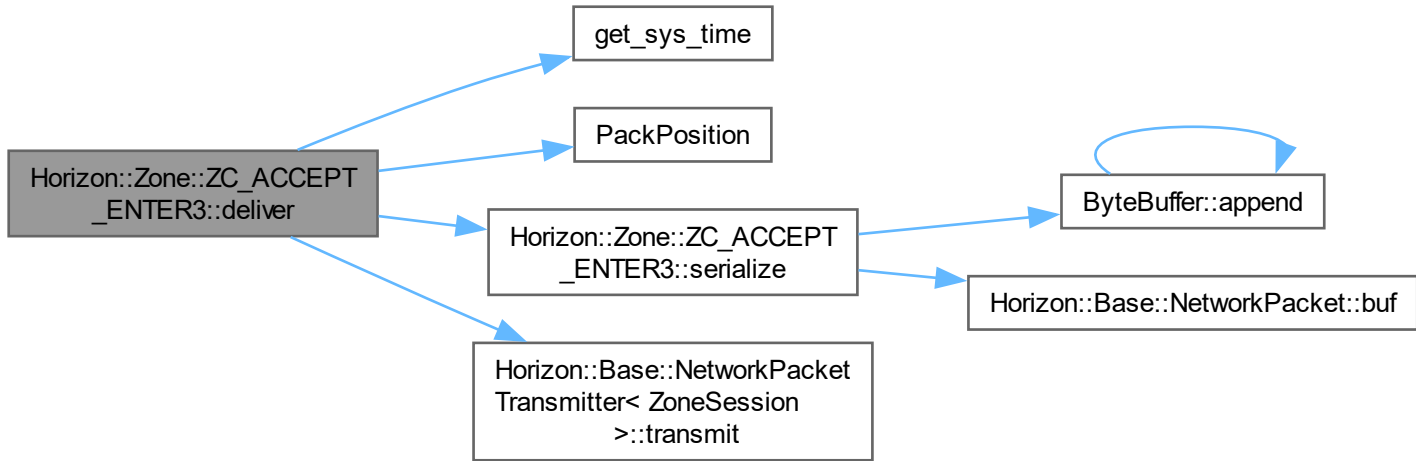 get_sys_time
PackPosition
Horizon::Zone::ZC_ACCEPT
_ENTER3::deliver
ByteBuffer::append
Horizon::Zone::ZC_ACCEPT
_ENTER3::serialize
Horizon::Base::NetworkPacket::buf
Horizon::Base::NetworkPacket
Transmitter< ZoneSession
>::transmit